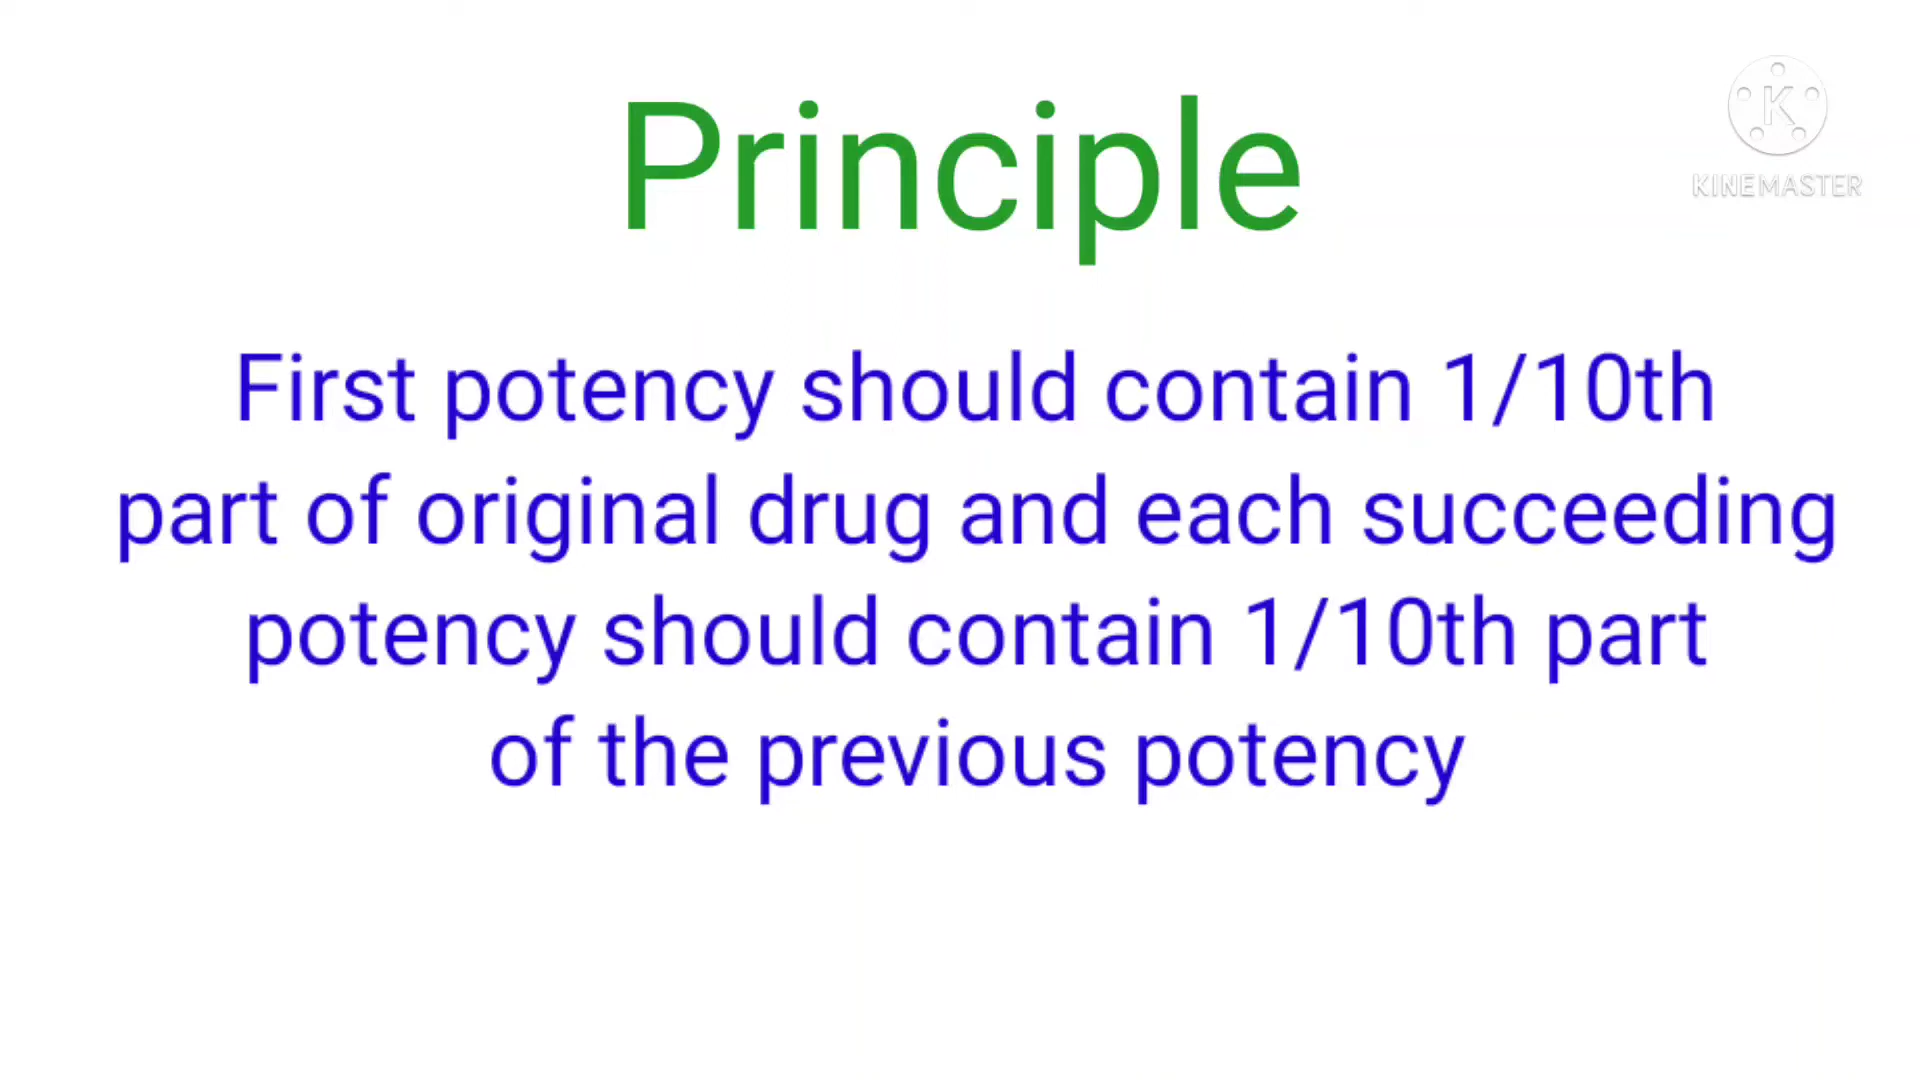 Principle
K
KINEMASTER
First potency should contain 1/10th
part of original drug and each succeeding
potency should contain 1/10th part
of the previous potency